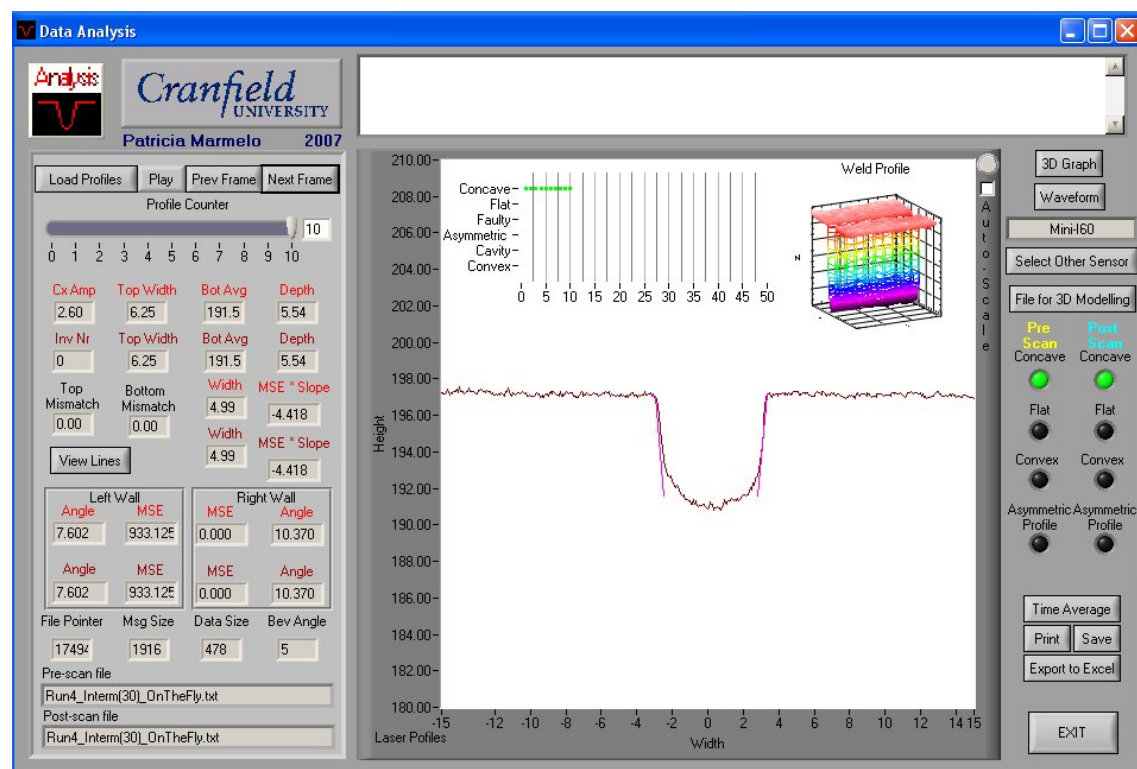 Data Analysis
Analysis
Cranfield
UNIVERSITY
Patricia Marmelo 2007
Load Profiles Play Prev Frame Next Frame
Profile Counter
10
0 1 2 3 4 5 6 7 8 9 10
Cx Amp Top Width Bot Avg Depth
2.60 6.25 191.5 5.54
Inv Nr Top Width Bot Avg Depth
0 6.25 191.5 5.54
Top Mismatch Bottom Mismatch Width MSE * Slope
0.00 0.00 4.99 -4.418
Width MSE * Slope
4.99 -4.418
View Lines
Left Wall Right Wall
Angle MSE MSE Angle
7.602 933.125 0.000 10.370
Angle MSE MSE Angle
7.602 933.125 0.000 10.370
File Pointer Msg Size Data Size Bev Angle
1916 478 5
Pre-scan file
Run4_Interm(30)_OnTheFly.txt
Post-scan file
Run4_Interm(30)_OnTheFly.txt
210.00
208.00
206.00
204.00
202.00
200.00
198.00
196.00
194.00
192.00
190.00
188.00
186.00
184.00
182.00
180.00
Height
Concave
Flat
Faulty
Asymmetric
Cavity
Convex
0 5 10 15 20 25 30 35 40 45 50
Weld Profile
-15 -12 -10 -8 -6 -4 -2 0 2 4 6 8 10 12 14 15
Laser Pofiles
Width
Auto-Scale
3D Graph
Waveform
Mini-I60
Select Other Sensor
File for 3D Modelling
Pre Scan Post Scan
Concave Concave
Flat Flat
Convex Convex
Asymmetric Profile Asymmetric Profile
Time Average
Print Save
Export to Excel
EXIT